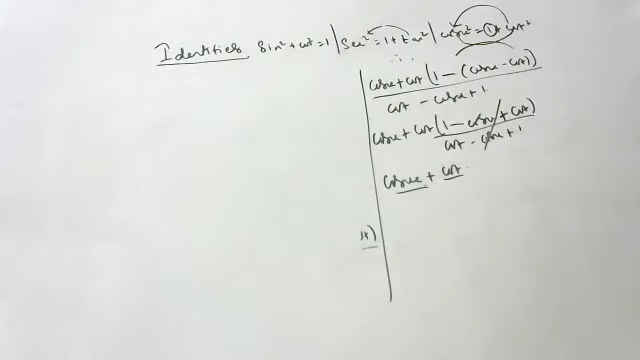 Identities Sin² + cos² = 1 | Sec² = 1 + tan² | cosec² = 1 + cot²
∴
cosec + cot (1 - (cosec - cot))
cot - cosec + 1
cosec + cot (1 - cosec + cot)
cot - cosec + 1
cosec + cot